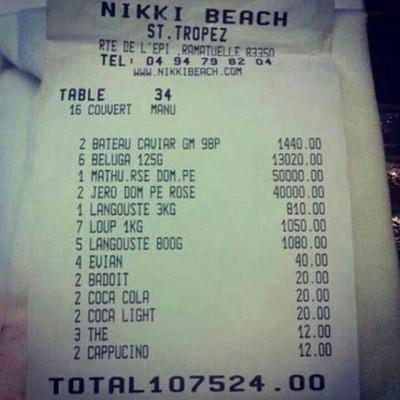 NIKKI BEACH
ST.TROPEZ
RTE DE L'EPI ,RAMATUELLE 83350
TEL: 04 94 79 82 04
WWW.NIKKIBEACH.COM
TABLE 34
16 COUVERT MANU
2 BATEAU CAVIAR GM 98P 1440.00
6 BELUGA 125G 13020.00
1 MATHU.RSE DOM.PE 50000.00
2 JERO DOM PE ROSE 40000.00
1 LANGOUSTE 3KG 810.00
7 LOUP 1KG 1050.00
5 LANGOUSTE 800G 1080.00
4 EVIAN 40.00
2 BADOIT 20.00
2 COCA COLA 20.00
2 COCA LIGHT 20.00
3 THE 12.00
2 CAPPUCINO 12.00
TOTAL107524.00